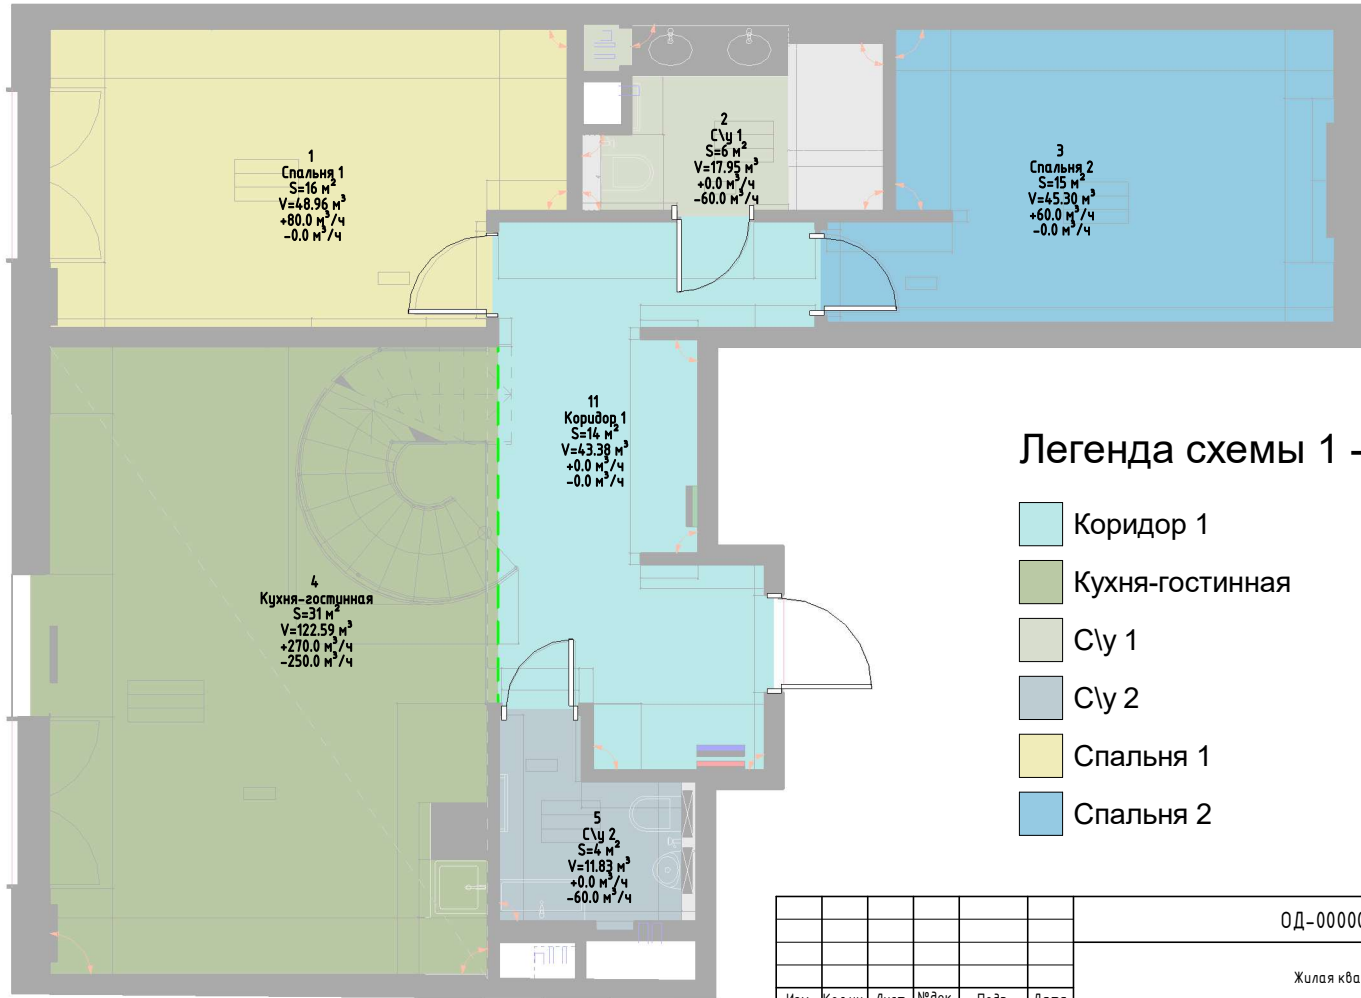 1
Спальня 1
S=16 м²
V=48.96 м³
+80.0 м³/ч
-0.0 м³/ч
2
С\у 1
S=6 м²
V=17.95 м³
+0.0 м³/ч
-60.0 м³/ч
3
Спальня 2
S=15 м²
V=45.30 м³
+60.0 м³/ч
-0.0 м³/ч
11
Коридор 1
S=14 м²
V=43.38 м³
+0.0 м³/ч
-0.0 м³/ч
4
Кухня-гостинная
S=31 м²
V=122.59 м³
+270.0 м³/ч
-250.0 м³/ч
5
С\у 2
S=4 м²
V=11.83 м³
+0.0 м³/ч
-60.0 м³/ч
Легенда схемы 1 -
Коридор 1
Кухня-гостинная
С\у 1
С\у 2
Спальня 1
Спальня 2
ОД-00000
Жилая ква